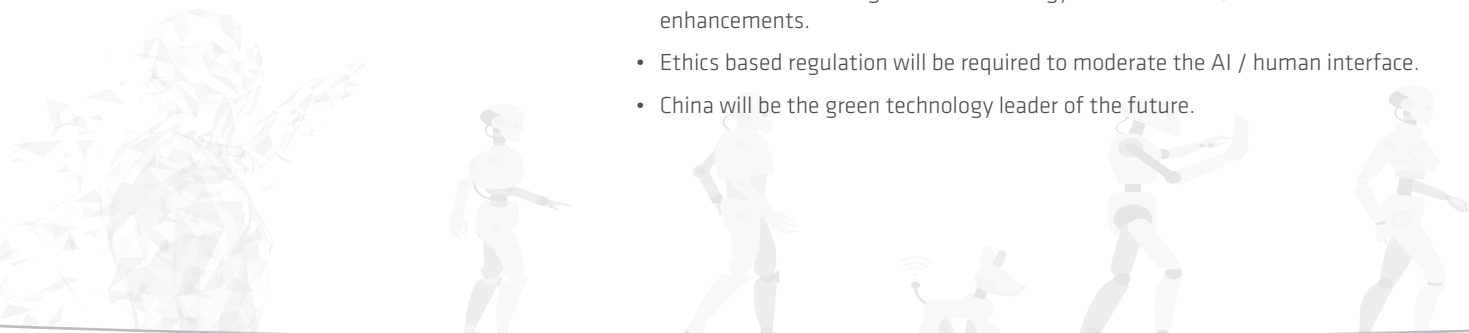 enhancements.
• Ethics based regulation will be required to moderate the AI / human interface.
• China will be the green technology leader of the future.